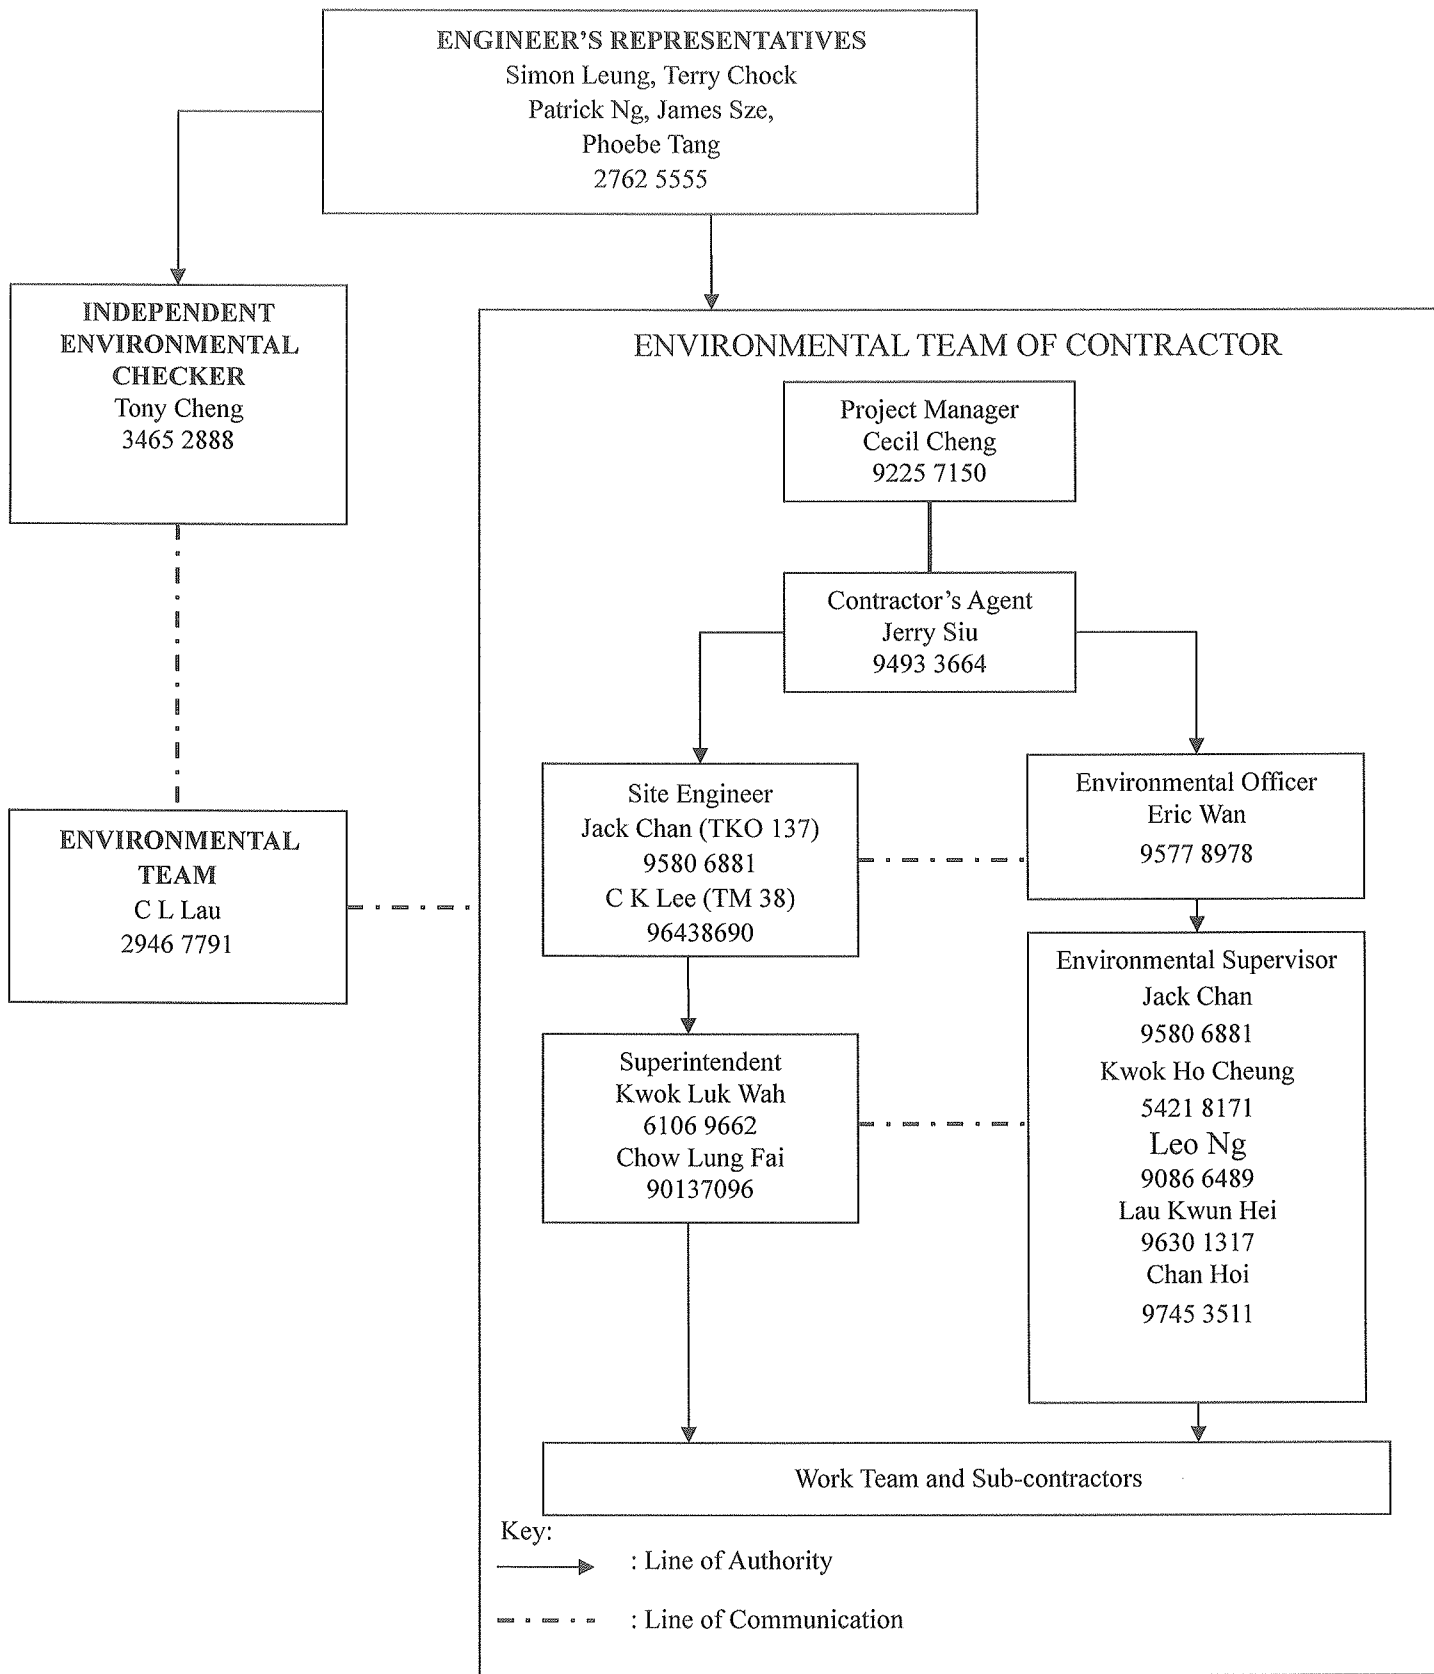 ENGINEER'S REPRESENTATIVES
Simon Leung, Terry Chock
Patrick Ng, James Sze,
Phoebe Tang
2762 5555
INDEPENDENT
ENVIRONMENTAL
CHECKER
Tony Cheng
3465 2888
ENVIRONMENTAL
TEAM
C L Lau
2946 7791
ENVIRONMENTAL TEAM OF CONTRACTOR
Project Manager
Cecil Cheng
9225 7150
Contractor's Agent
Jerry Siu
9493 3664
Site Engineer
Jack Chan (TKO 137)
9580 6881
C K Lee (TM 38)
96438690
Environmental Officer
Eric Wan
9577 8978
Superintendent
Kwok Luk Wah
6106 9662
Chow Lung Fai
90137096
Environmental Supervisor
Jack Chan
9580 6881
Kwok Ho Cheung
5421 8171
Leo Ng
9086 6489
Lau Kwun Hei
9630 1317
Chan Hoi
9745 3511
Work Team and Sub-contractors
Key:
: Line of Authority
: Line of Communication